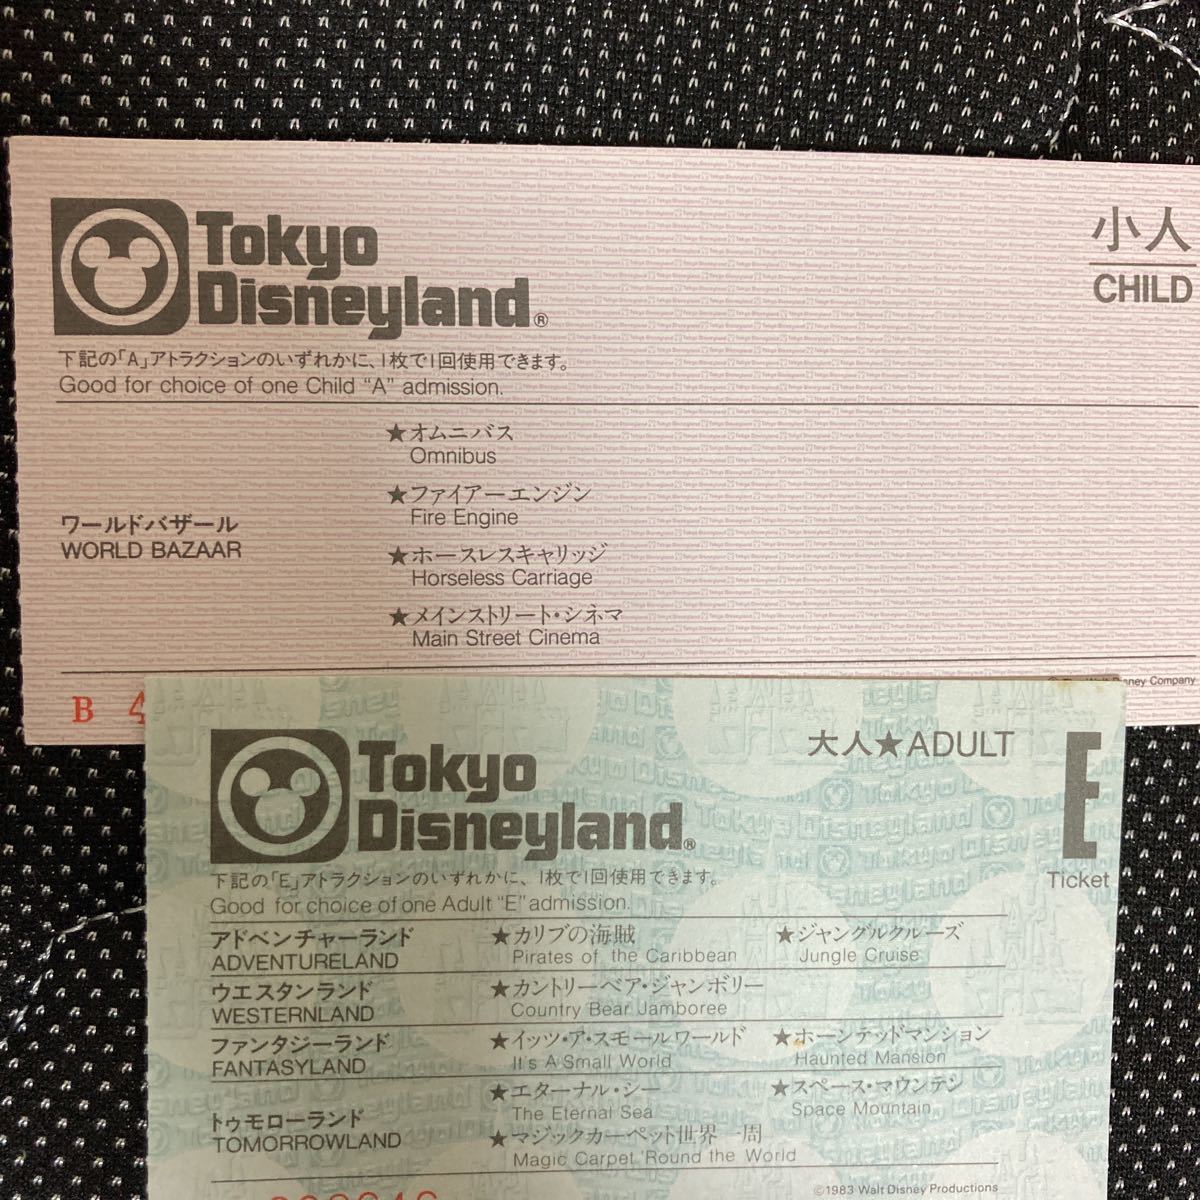 Tokyo
Disneyland®
小人
CHILD
下記の「A」アトラクションのいずれかに、1枚で1回使用できます。
Good for choice of one Child "A" admission.
ワールドバザール
WORLD BAZAAR
★オムニバス
Omnibus
★ファイアーエンジン
Fire Engine
★ホースレスキャリッジ
Horseless Carriage
★メインストリート・シネマ
Main Street Cinema
Disney Company
B 4
Tokyo
Disneyland®
大人★ADULT
E
Ticket
下記の「E」アトラクションのいずれかに、1枚で1回使用できます。
Good for choice of one Adult "E" admission.
アドベンチャーランド
ADVENTURELAND
★カリブの海賊
Pirates of the Caribbean
★ジャングルクルーズ
Jungle Cruise
ウエスタンランド
WESTERNLAND
★カントリーベア・ジャンボリー
Country Bear Jamboree
ファンタジーランド
FANTASYLAND
★イッツ・ア・スモールワールド
It's A Small World
★ホーンテッドマンション
Haunted Mansion
トゥモローランド
TOMORROWLAND
★エターナル・シー
The Eternal Sea
★スペース・マウンテン
Space Mountain
★マジックカーペット世界一周
Magic Carpet 'Round the World
©1983 Walt Disney Productions